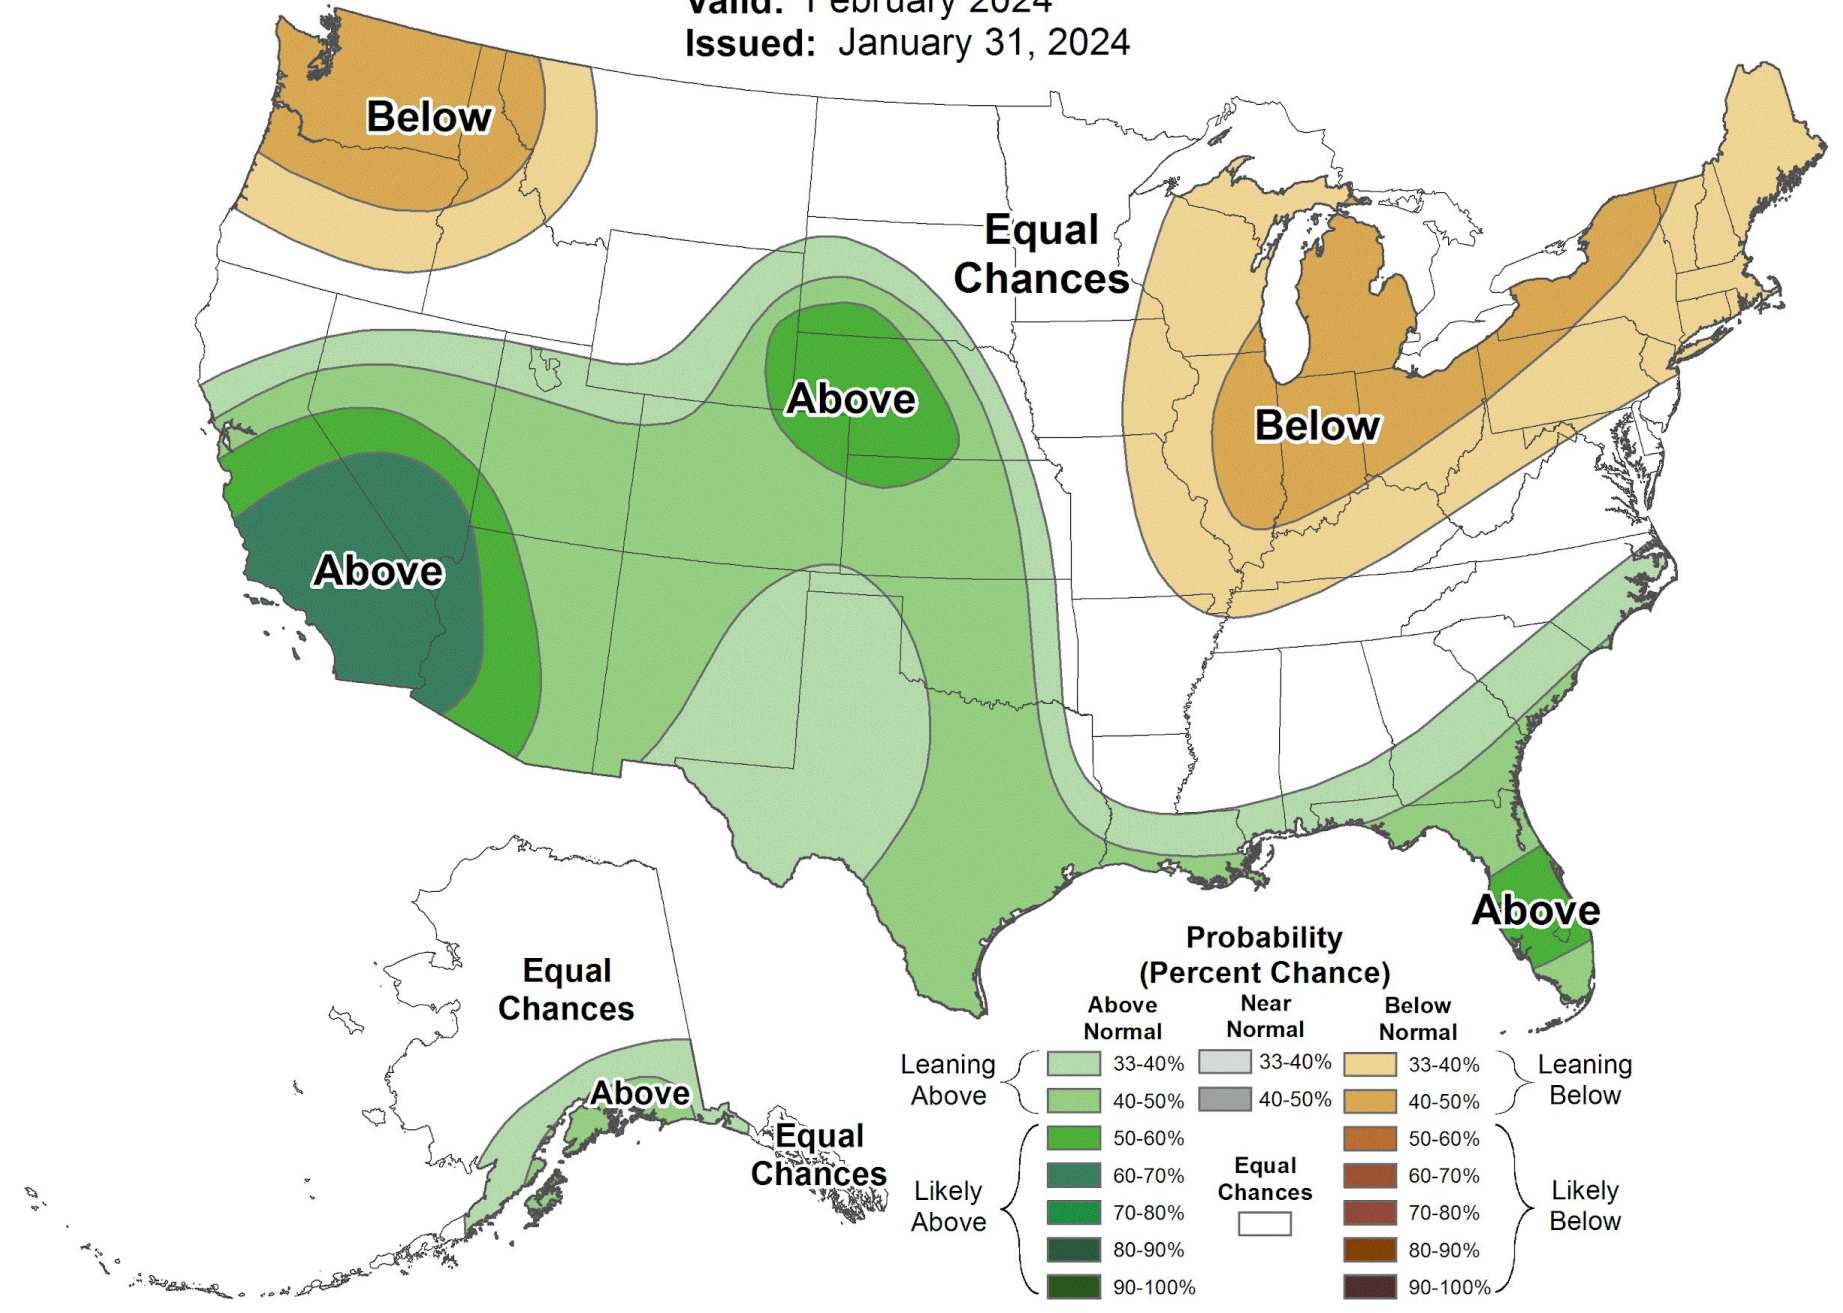 Valid: February 2024
Issued: January 31, 2024
Below
Equal
Chances
Above
Below
Above
Above
Equal
Chances
Above
Equal
Chances
Probability
(Percent Chance)
Above
Normal
Near
Normal
Below
Normal
Leaning
Above
33-40%
33-40%
33-40%
Leaning
Below
40-50%
40-50%
40-50%
50-60%
50-60%
Likely
Above
60-70%
Equal
Chances
60-70%
Likely
Below
70-80%
70-80%
80-90%
80-90%
90-100%
90-100%